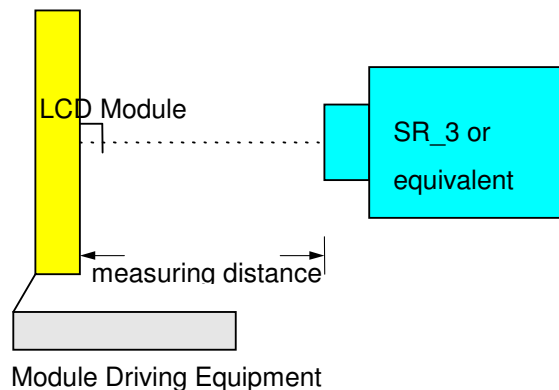 LCD Module
SR_3 or
equivalent
measuring distance
Module Driving Equipment